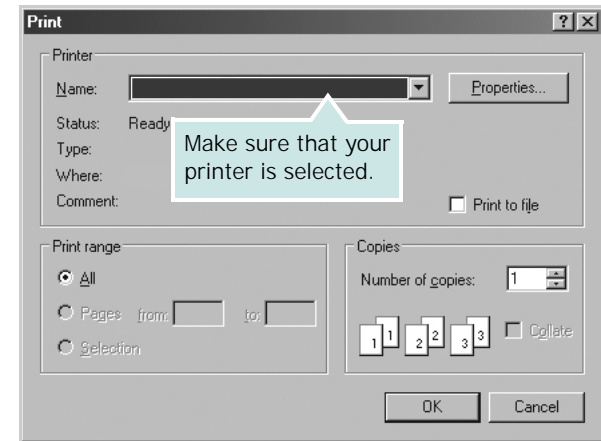 Print
? ×
Printer
Name:
Properties...
Status: Ready
Type:
Where:
Comment:
Make sure that your
printer is selected.
Print to file
Print range
All
Pages from: to:
Selection
Copies
Number of copies: 1
1 1 2 2 3 3
Collate
OK Cancel